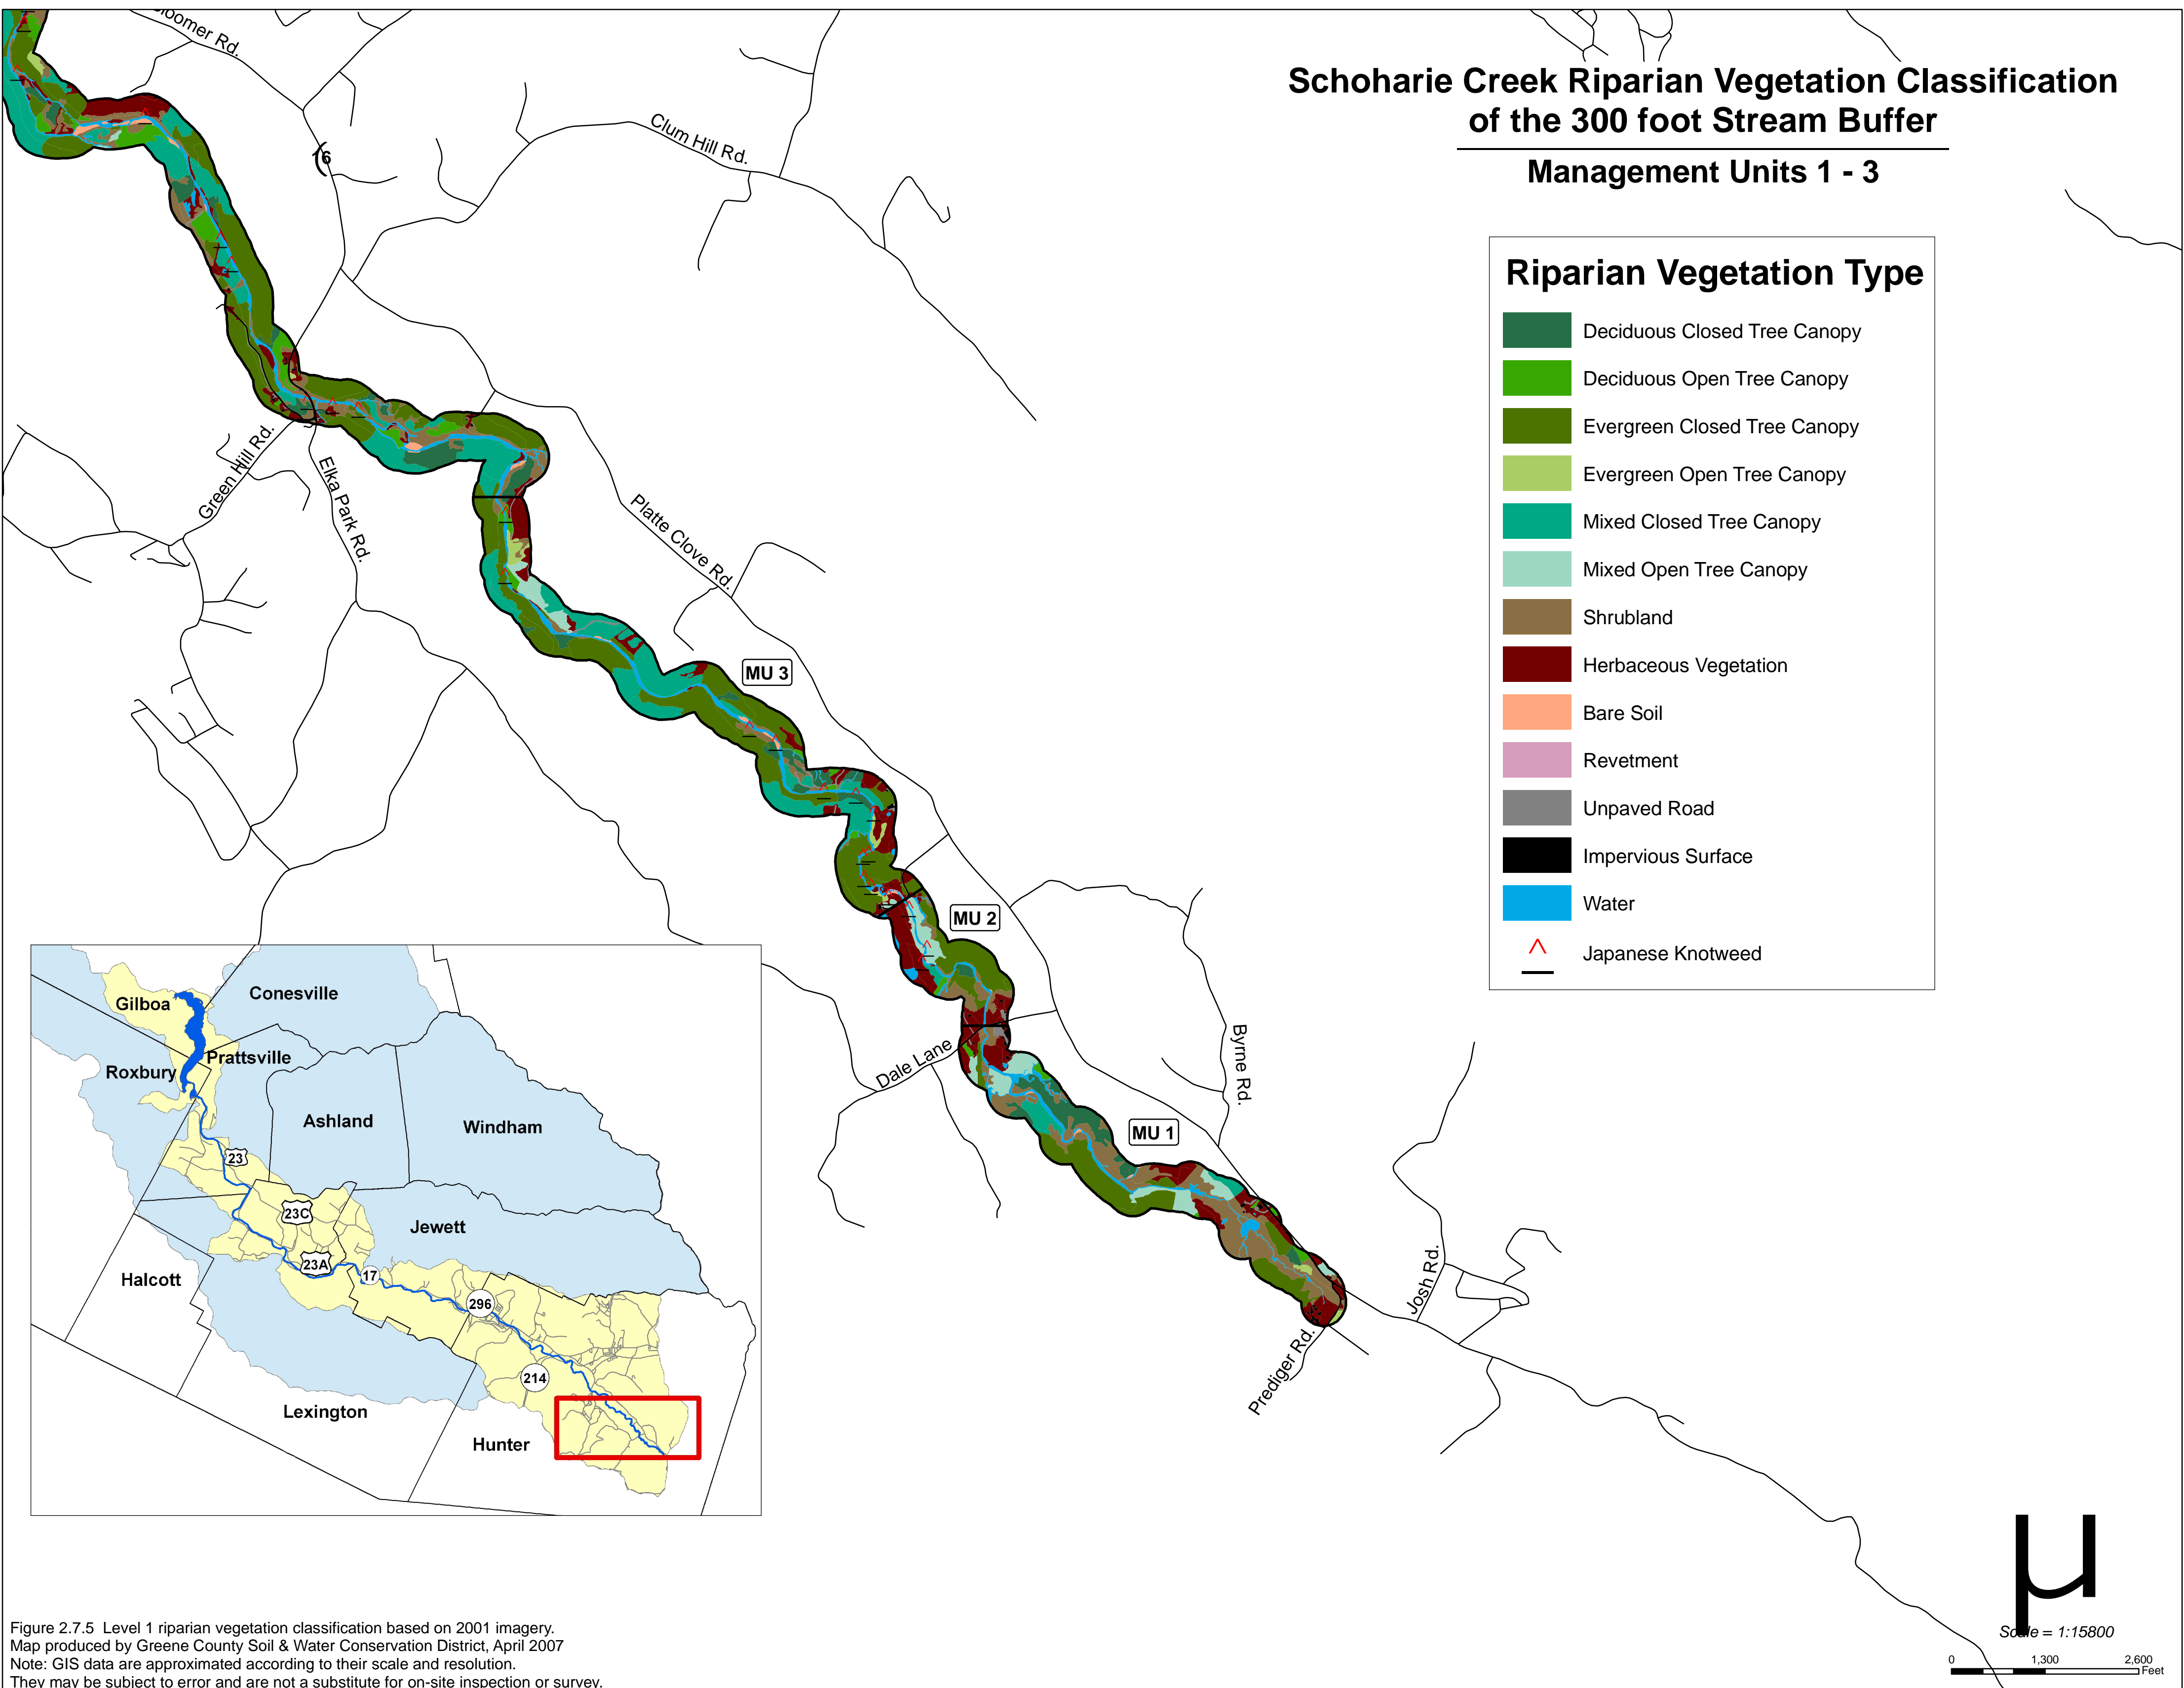 Schoharie Creek Riparian Vegetation Classification
of the 300 foot Stream Buffer
Management Units 1 - 3
Riparian Vegetation Type
Deciduous Closed Tree Canopy
Deciduous Open Tree Canopy
Evergreen Closed Tree Canopy
Evergreen Open Tree Canopy
Mixed Closed Tree Canopy
Mixed Open Tree Canopy
Shrubland
Herbaceous Vegetation
Bare Soil
Revetment
Unpaved Road
Impervious Surface
Water
Japanese Knotweed
Rd.
6
Clum Hill Rd.
Green Hill Rd.
Elka Park Rd.
Platte Clove Rd.
MU 3
MU 2
Dale Lane
MU 1
Byrne Rd.
Josh Rd.
Prediger Rd.
Gilboa
Conesville
Prattsville
Roxbury
Ashland
Windham
23
23C
Jewett
23A
17
Halcott
296
214
Lexington
Hunter
µ
Scale = 1:15800
0 1,300 2,600
Feet
Figure 2.7.5 Level 1 riparian vegetation classification based on 2001 imagery.
Map produced by Greene County Soil & Water Conservation District, April 2007
Note: GIS data are approximated according to their scale and resolution.
They may be subject to error and are not a substitute for on-site inspection or survey.